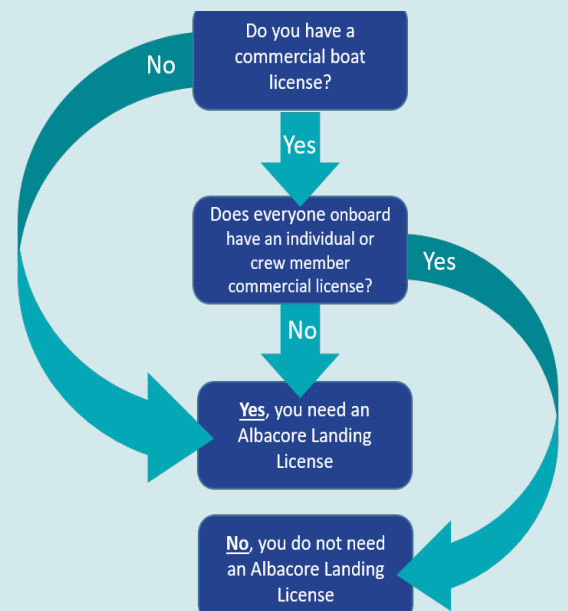 Do you have a
commercial boat
license?
No
Yes
Does everyone onboard
have an individual or
crew member
commercial license?
Yes
No
Yes, you need an
Albacore Landing
License
No, you do not need
an Albacore Landing
License